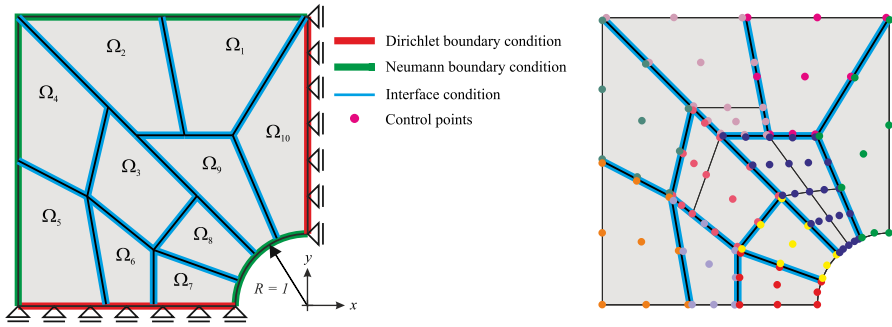 Ω2
Ω1
Ω4
Ω10
Ω3
Ω9
Ω5
Ω8
Ω6
Ω7
R = 1
y
x
Dirichlet boundary condition
Neumann boundary condition
Interface condition
Control points